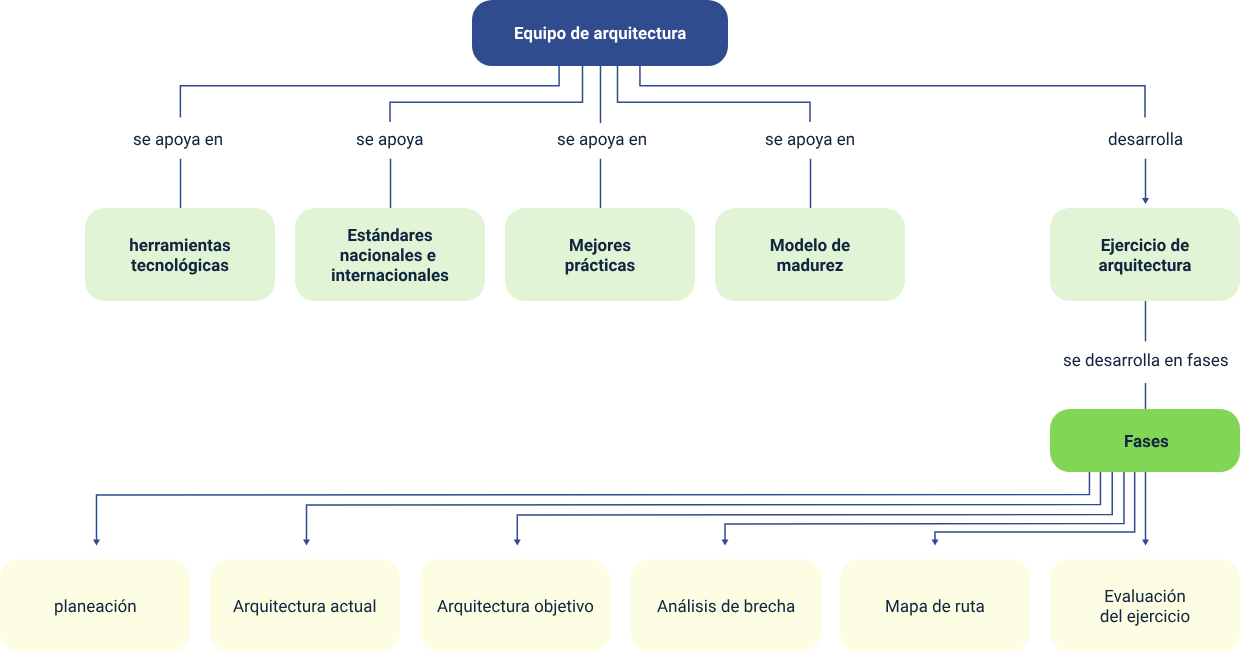 Equipo de arquitectura
se apoya en
se apoya
se apoya en
se apoya en
desarrolla
herramientas
tecnológicas
Estándares
nacionales e
internacionales
Mejores
prácticas
Modelo de
madurez
Ejercicio de
arquitectura
se desarrolla en fases
Fases
planeación
Arquitectura actual
Arquitectura objetivo
Análisis de brecha
Mapa de ruta
Evaluación
del ejercicio